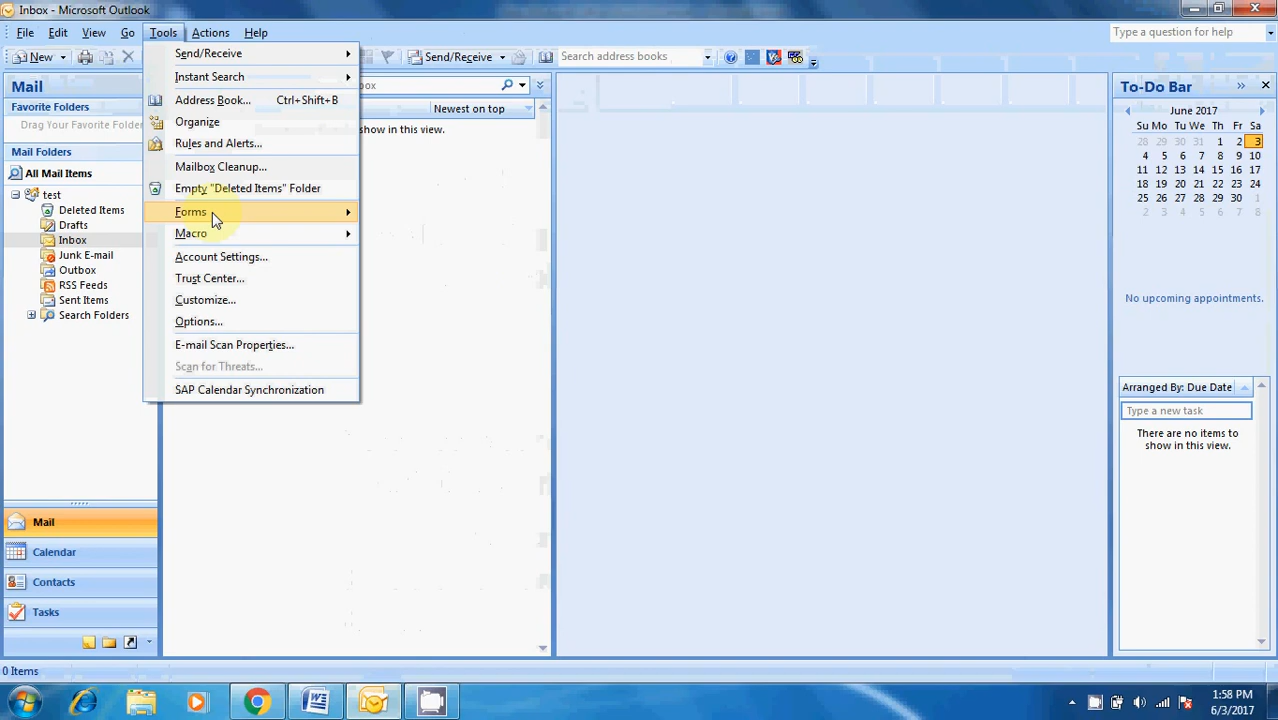 Inbox - Microsoft Outlook
File Edit View Go Tools Actions Help
Type a question for help
New Send/Receive Search address books
Mail
Favorite Folders
Drag Your Favorite Folder
Mail Folders
All Mail Items
test
Deleted Items
Drafts
Inbox
Junk E-mail
Outbox
RSS Feeds
Sent Items
Search Folders
Mail
Calendar
Contacts
Tasks
Send/Receive
Instant Search
Address Book... Ctrl+Shift+B
Organize
Rules and Alerts...
Mailbox Cleanup...
Empty "Deleted Items" Folder
Forms
Macro
Account Settings...
Trust Center...
Customize...
Options...
E-mail Scan Properties...
Scan for Threats...
SAP Calendar Synchronization
box
Newest on top
show in this view.
To-Do Bar
June 2017
Su Mo Tu We Th Fr Sa
28 29 30 31 1 2 3
4 5 6 7 8 9 10
11 12 13 14 15 16 17
18 19 20 21 22 23 24
25 26 27 28 29 30 1
No upcoming appointments.
Arranged By: Due Date
Type a new task
There are no items to
show in this view.
0 Items
1:58 PM
6/3/2017